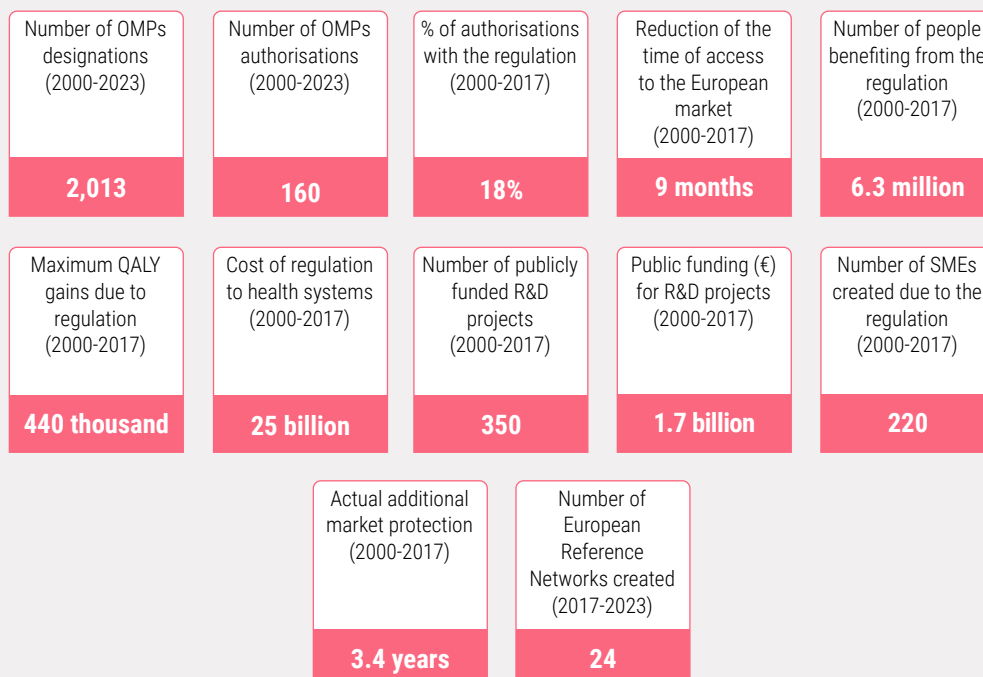 Number of OMPs
designations
(2000-2023)
2,013
Number of OMPs
authorisations
(2000-2023)
160
% of authorisations
with the regulation
(2000-2017)
18%
Reduction of the
time of access
to the European
market
(2000-2017)
9 months
Number of people
benefiting from the
regulation
(2000-2017)
6.3 million
Maximum QALY
gains due to
regulation
(2000-2017)
440 thousand
Cost of regulation
to health systems
(2000-2017)
25 billion
Number of publicly
funded R&D
projects
(2000-2017)
350
Public funding (€)
for R&D projects
(2000-2017)
1.7 billion
Number of SMEs
created due to the
regulation
(2000-2017)
220
Actual additional
market protection
(2000-2017)
3.4 years
Number of
European
Reference
Networks created
(2017-2023)
24